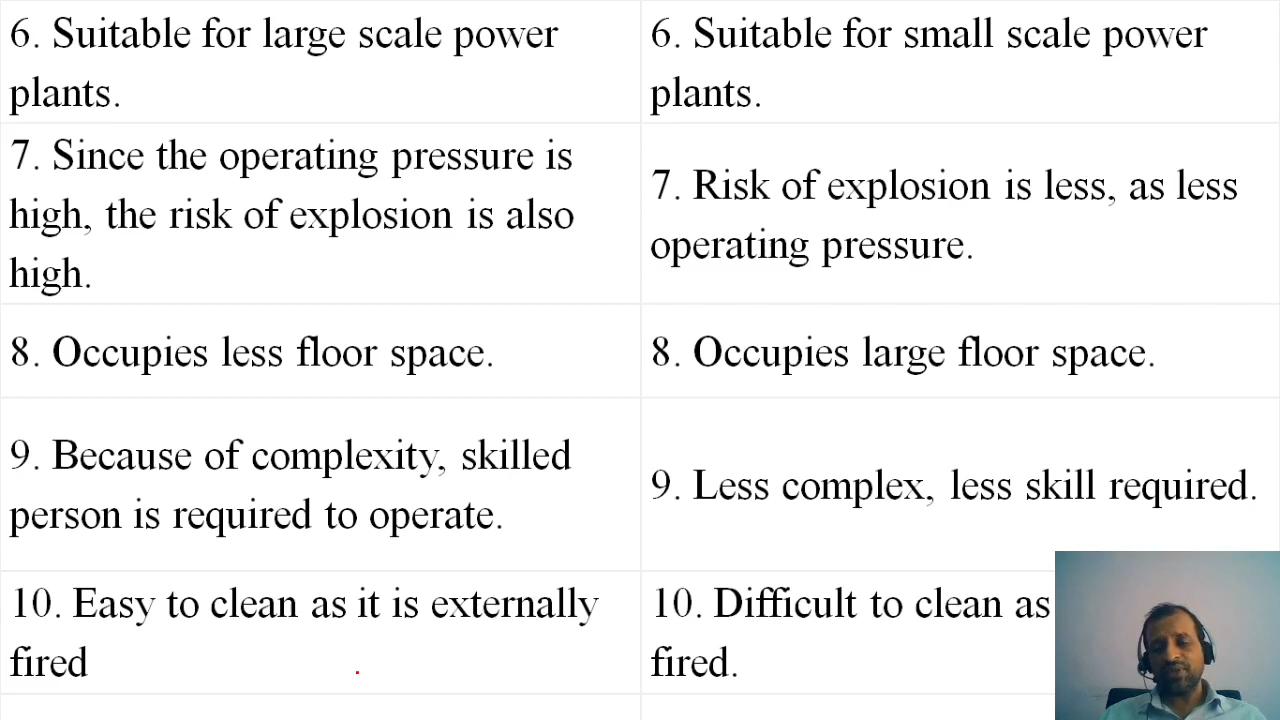 6. Suitable for large scale power
plants.
6. Suitable for small scale power
plants.
7. Since the operating pressure is
high, the risk of explosion is also
high.
7. Risk of explosion is less, as less
operating pressure.
8. Occupies less floor space.
8. Occupies large floor space.
9. Because of complexity, skilled
person is required to operate.
9. Less complex, less skill required.
10. Easy to clean as it is externally
fired
10. Difficult to clean as
fired.